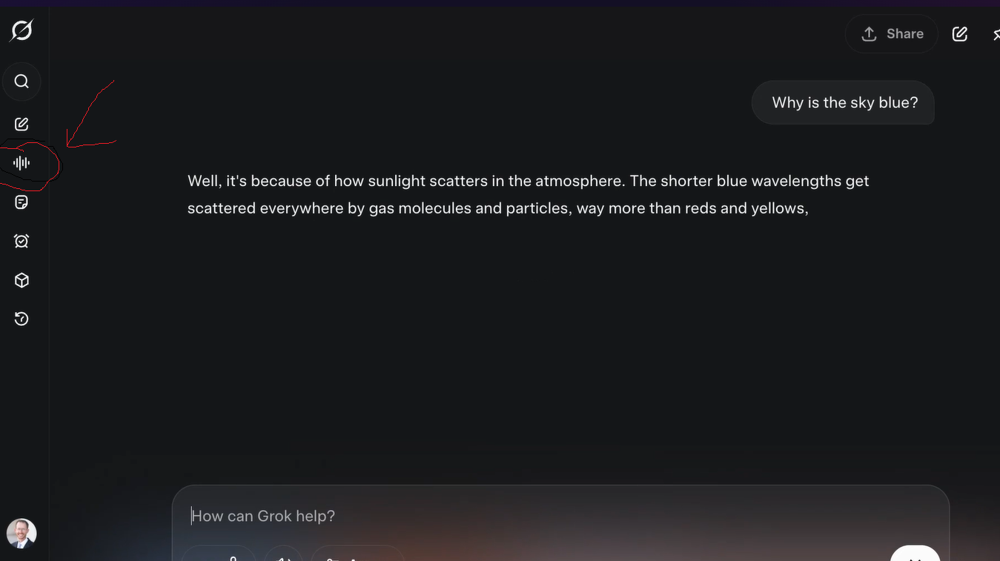 Share
Why is the sky blue?
Well, it's because of how sunlight scatters in the atmosphere. The shorter blue wavelengths get
scattered everywhere by gas molecules and particles, way more than reds and yellows,
How can Grok help?